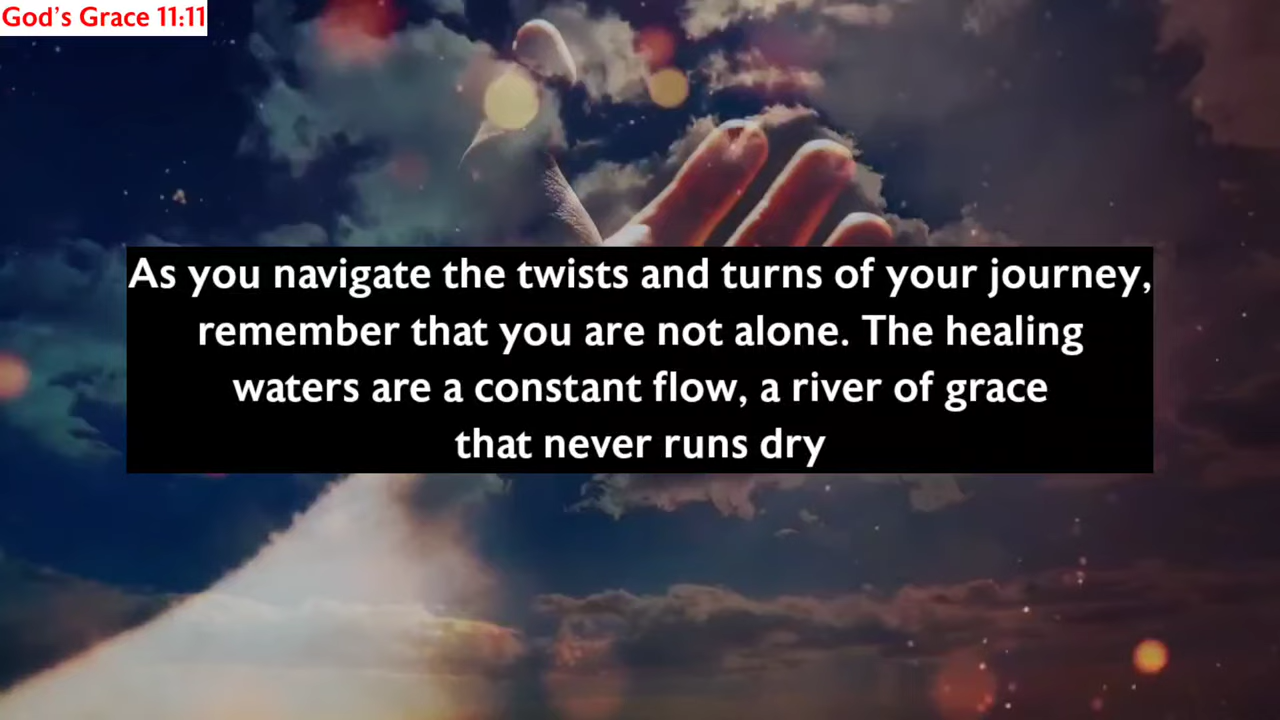 God's Grace 11:11
As you navigate the twists and turns of your journey,
remember that you are not alone. The healing
waters are a constant flow, a river of grace
that never runs dry